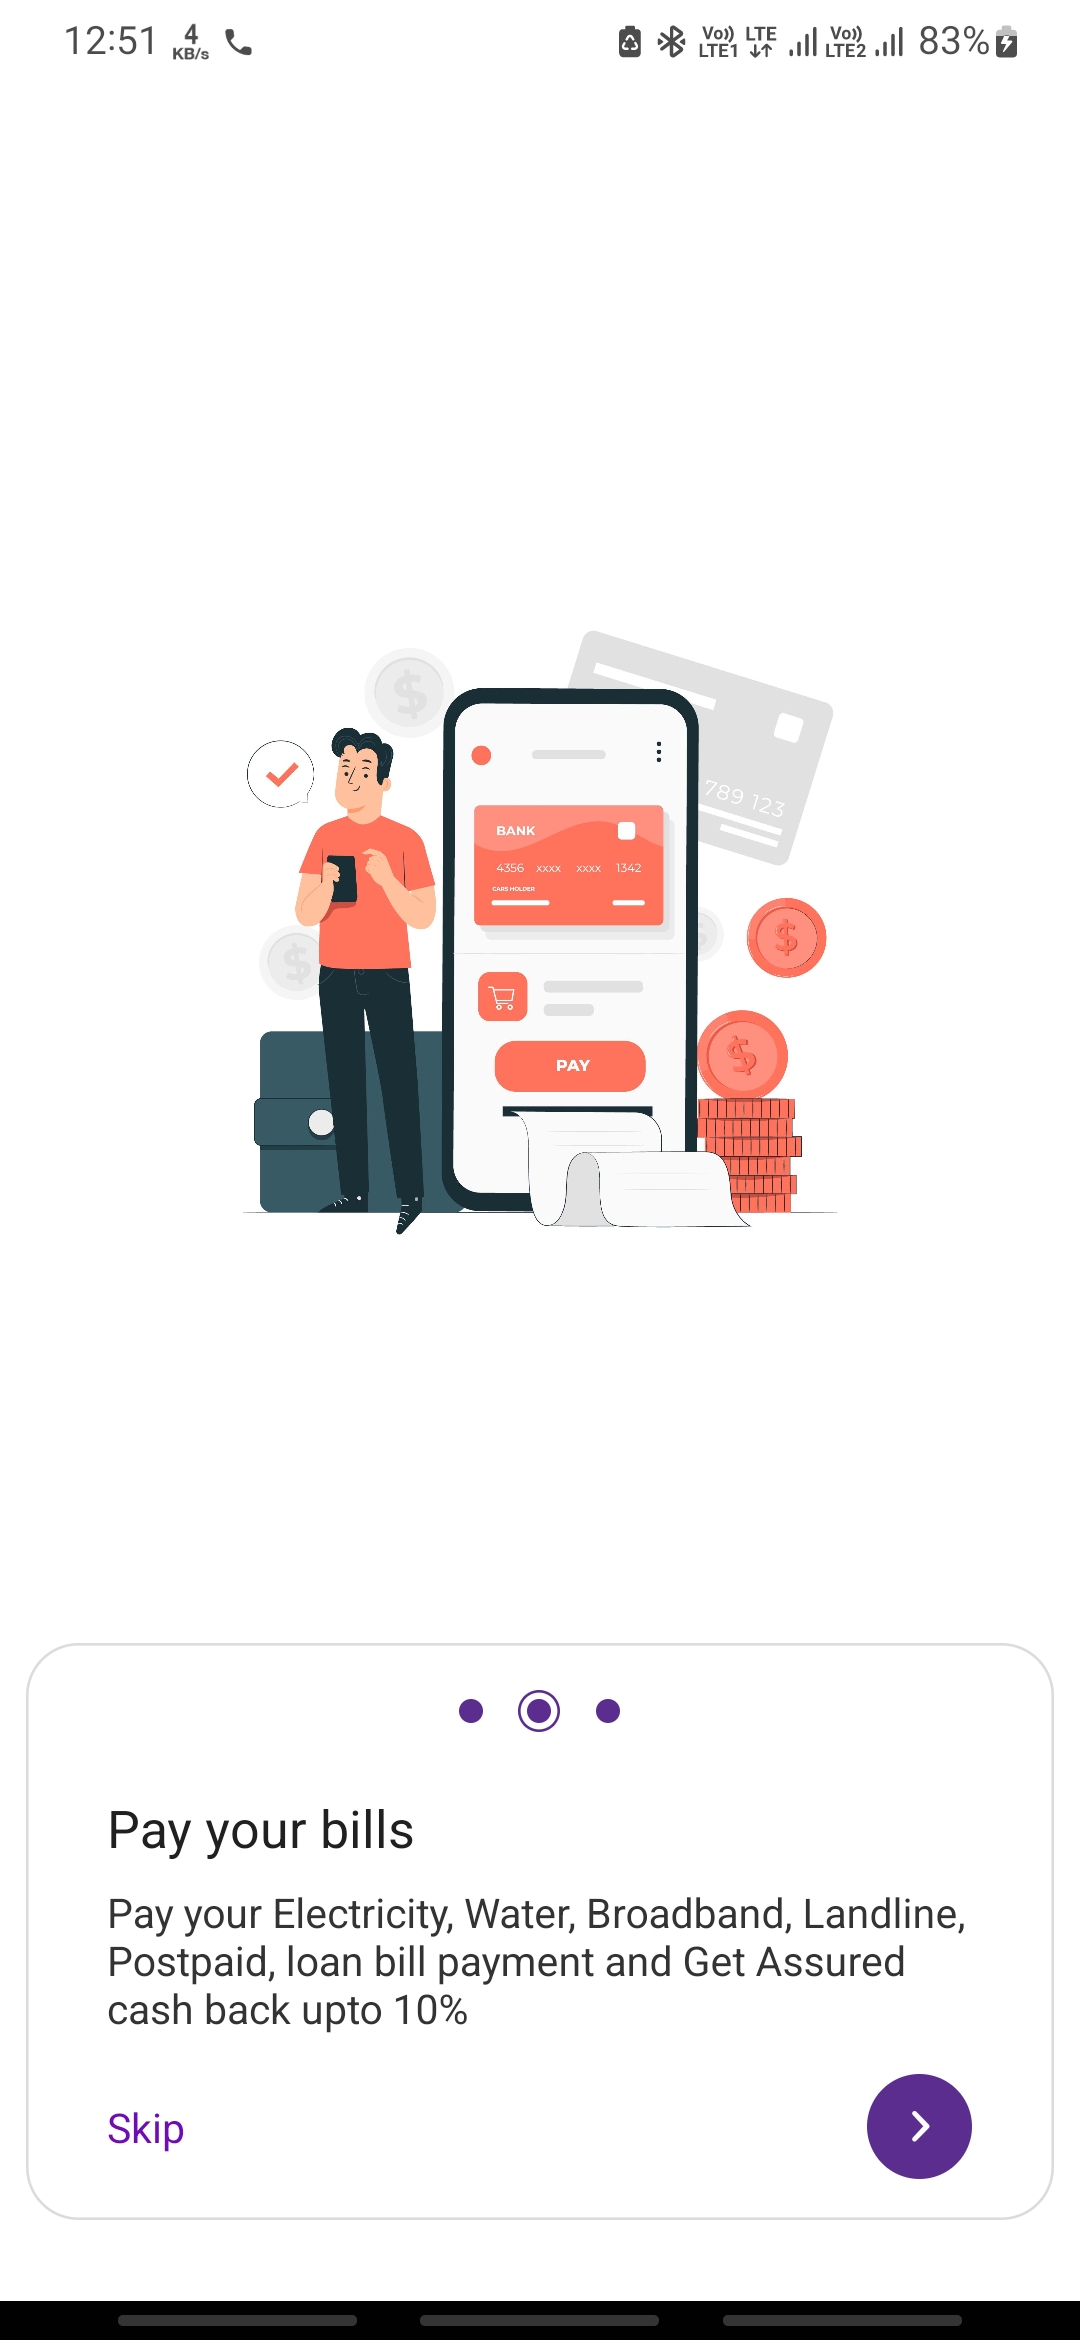 12:51 4 KB/s Vo)) LTE1 LTE Vo)) LTE2 83%
789 123
BANK
4356 xxxx xxxx 1342
CARS HOLDER
PAY
Pay your bills
Pay your Electricity, Water, Broadband, Landline,
Postpaid, loan bill payment and Get Assured
cash back upto 10%
Skip